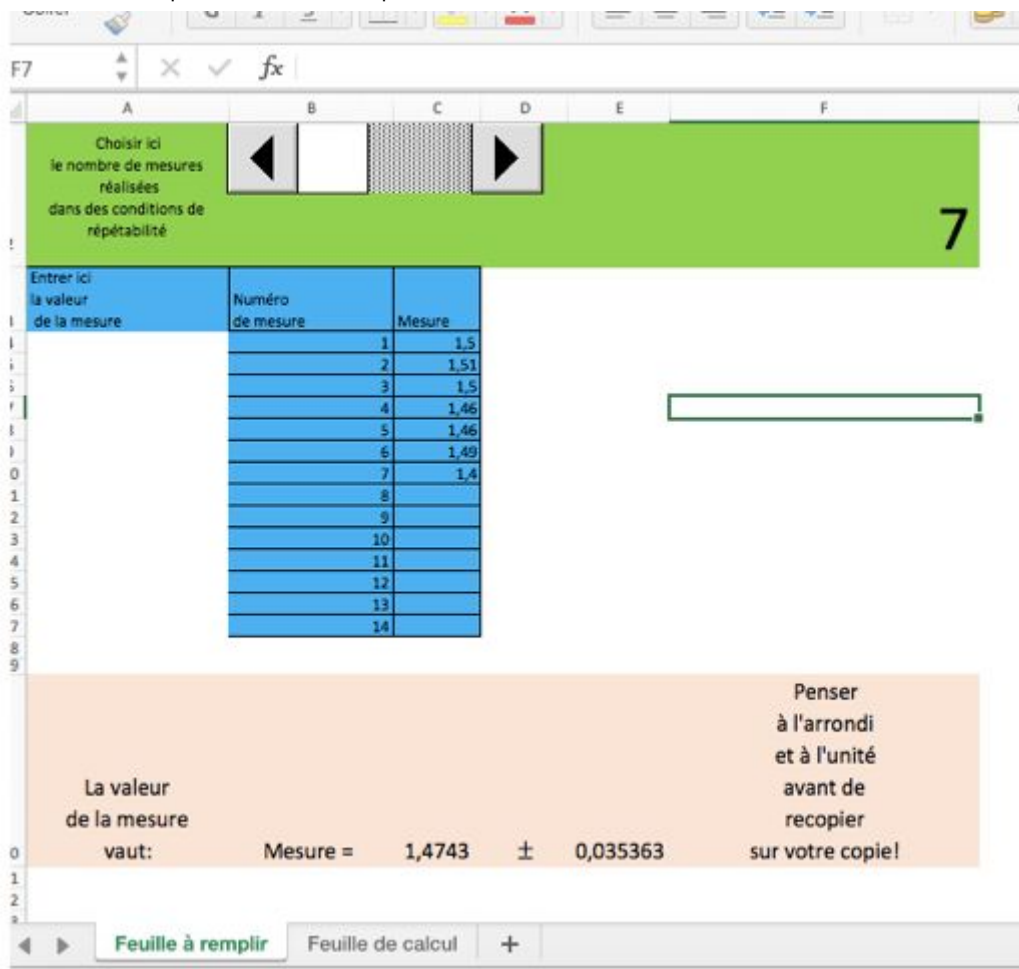 F7
fx
A B C D E F
Choisir ici
le nombre de mesures
réalisées
dans des conditions de
répétabilité
7
Entrer ici
la valeur
de la mesure
Numéro
de mesure
Mesure
1 1,5
2 1,51
3 1,5
4 1,46
5 1,46
6 1,49
7 1,4
8
9
10
11
12
13
14
La valeur
de la mesure
vaut:
Mesure = 1,4743 ± 0,035363
Penser
à l'arrondi
et à l'unité
avant de
recopier
sur votre copie!
Feuille à remplir Feuille de calcul +